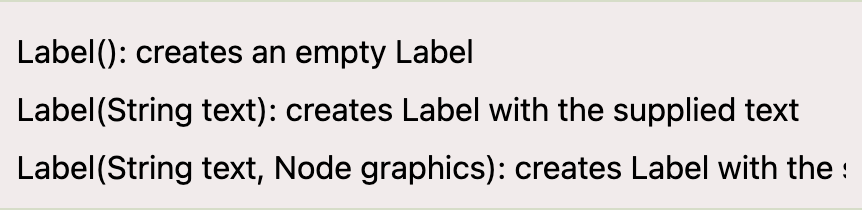 Label(): creates an empty Label
Label(String text): creates Label with the supplied text
Label(String text, Node graphics): creates Label with the